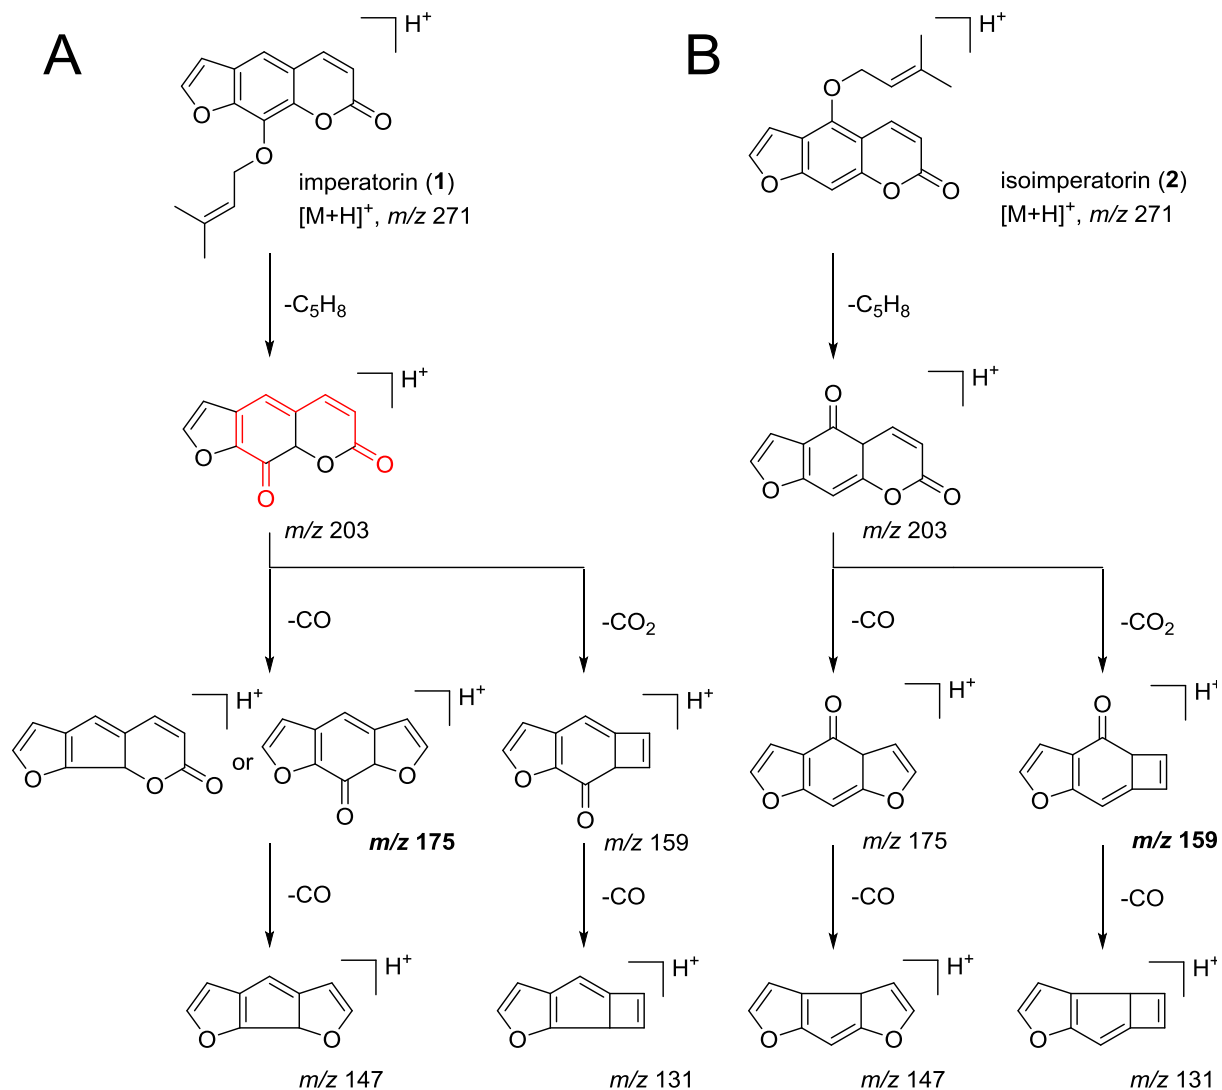 A
H⁺
O
O
O
O
imperatorin (1)
[M+H]⁺, m/z 271
B
H⁺
O
O
O
O
isoimperatorin (2)
[M+H]⁺, m/z 271
-C₅H₈
-C₅H₈
H⁺
O
O
O
O
m/z 203
H⁺
O
O
O
O
m/z 203
-CO
-CO₂
-CO
-CO₂
H⁺
O
O
O
or
H⁺
O
O
O
m/z 175
H⁺
O
O
m/z 159
H⁺
O
O
O
m/z 175
H⁺
O
O
m/z 159
-CO
-CO
-CO
-CO
H⁺
O
O
m/z 147
H⁺
O
m/z 131
H⁺
O
O
m/z 147
H⁺
O
m/z 131